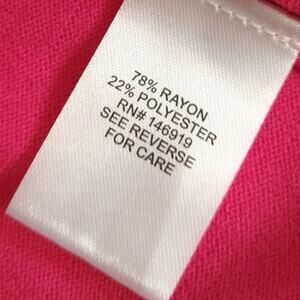 78% RAYON
22% POLYESTER
RN# 146919
SEE REVERSE
FOR CARE